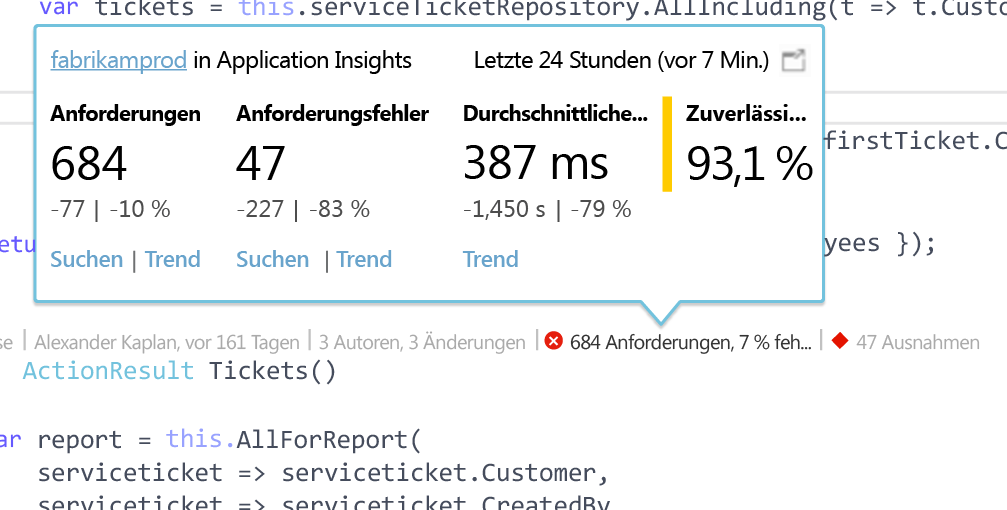 var tickets = this.serviceTicketRepository.AllIncluding(t => t.Custo
fabrikamprod in Application Insights Letzte 24 Stunden (vor 7 Min.)
Anforderungen Anforderungsfehler Durchschnittliche... Zuverlässi...
firstTicket.C
684 47 387 ms 93,1 %
-77 | -10 % -227 | -83 % -1,450 s | -79 %
etu yees });
Suchen | Trend Suchen | Trend Trend
se | Alexander Kaplan, vor 161 Tagen | 3 Autoren, 3 Änderungen | 684 Anforderungen, 7 % feh... | 47 Ausnahmen
ActionResult Tickets()
ar report = this.AllForReport(
serviceticket => serviceticket.Customer,
serviceticket => serviceticket.CreatedBy